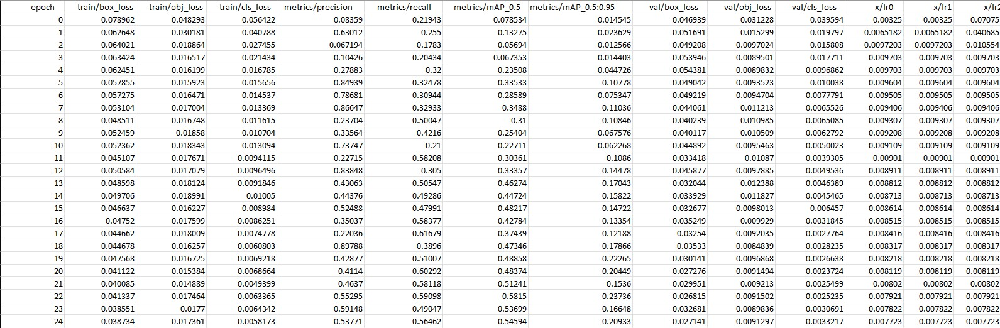 epoch train/box_loss train/obj_loss train/cls_loss metrics/precision metrics/recall metrics/mAP_0.5 metrics/mAP_0.5:0.95 val/box_loss val/obj_loss val/cls_loss x/lr0 x/lr1 x/lr2
0 0.078962 0.048293 0.056422 0.08359 0.21943 0.078534 0.014545 0.046939 0.031228 0.039594 0.00325 0.00325 0.07075
1 0.062648 0.030181 0.040788 0.63012 0.255 0.13275 0.023629 0.051691 0.015299 0.019797 0.0065182 0.0065182 0.040685
2 0.064021 0.018864 0.027455 0.067194 0.1783 0.05694 0.012566 0.049208 0.0097024 0.015808 0.0097203 0.0097203 0.010554
3 0.063424 0.016517 0.021434 0.10426 0.20434 0.067353 0.014403 0.053946 0.0089501 0.017711 0.009703 0.009703 0.009703
4 0.062451 0.016199 0.016785 0.27883 0.32 0.23508 0.044726 0.054381 0.0089832 0.0096862 0.009703 0.009703 0.009703
5 0.057855 0.015923 0.015656 0.84939 0.32478 0.33533 0.10778 0.049042 0.0093523 0.010038 0.009604 0.009604 0.009604
6 0.057275 0.016471 0.014537 0.78681 0.30944 0.28589 0.075347 0.049219 0.0094704 0.0077791 0.009505 0.009505 0.009505
7 0.053104 0.017004 0.013369 0.86647 0.32933 0.3488 0.11036 0.044061 0.011213 0.0065526 0.009406 0.009406 0.009406
8 0.048511 0.016748 0.011615 0.23704 0.50047 0.31 0.10846 0.040239 0.010985 0.0065085 0.009307 0.009307 0.009307
9 0.052459 0.01858 0.010704 0.33564 0.4216 0.25404 0.067576 0.040117 0.010509 0.0062792 0.009208 0.009208 0.009208
10 0.052362 0.018343 0.013094 0.73747 0.21 0.22711 0.062268 0.044892 0.0095463 0.0050023 0.009109 0.009109 0.009109
11 0.045107 0.017671 0.0094115 0.22715 0.58208 0.30361 0.1086 0.033418 0.01087 0.0039305 0.00901 0.00901 0.00901
12 0.050584 0.017079 0.0096496 0.83848 0.305 0.33357 0.14478 0.045877 0.0097885 0.0049536 0.008911 0.008911 0.008911
13 0.048598 0.018124 0.0091846 0.43063 0.50547 0.46274 0.17043 0.032044 0.012388 0.0046389 0.008812 0.008812 0.008812
14 0.049706 0.018991 0.01005 0.44376 0.49286 0.44724 0.15822 0.033929 0.011827 0.0045465 0.008713 0.008713 0.008713
15 0.046637 0.016227 0.008984 0.52488 0.47991 0.48217 0.14722 0.032677 0.0098013 0.006457 0.008614 0.008614 0.008614
16 0.04752 0.017599 0.0086251 0.35037 0.58377 0.42784 0.13354 0.035249 0.009929 0.0031845 0.008515 0.008515 0.008515
17 0.044662 0.018009 0.0074778 0.22036 0.61679 0.37439 0.12188 0.03254 0.0092035 0.0027764 0.008416 0.008416 0.008416
18 0.044678 0.016257 0.0060803 0.89788 0.3896 0.47346 0.17866 0.03533 0.0084839 0.0028235 0.008317 0.008317 0.008317
19 0.047568 0.016725 0.0069218 0.42877 0.51007 0.48858 0.22265 0.030141 0.0096868 0.0026638 0.008218 0.008218 0.008218
20 0.041122 0.015384 0.0068664 0.4114 0.60292 0.48374 0.20449 0.027276 0.0091494 0.0023724 0.008119 0.008119 0.008119
21 0.040085 0.014889 0.0049399 0.4637 0.58118 0.51241 0.1536 0.029951 0.009213 0.0025499 0.00802 0.00802 0.00802
22 0.041337 0.017464 0.0063365 0.55295 0.59098 0.5815 0.23736 0.026815 0.0091502 0.0025235 0.007921 0.007921 0.007921
23 0.038551 0.0177 0.0064342 0.59148 0.49047 0.53699 0.16648 0.032681 0.0089836 0.0030691 0.007822 0.007822 0.007822
24 0.038734 0.017361 0.0058173 0.53771 0.56462 0.54594 0.20933 0.027141 0.0091297 0.0033217 0.007723 0.007723 0.007723